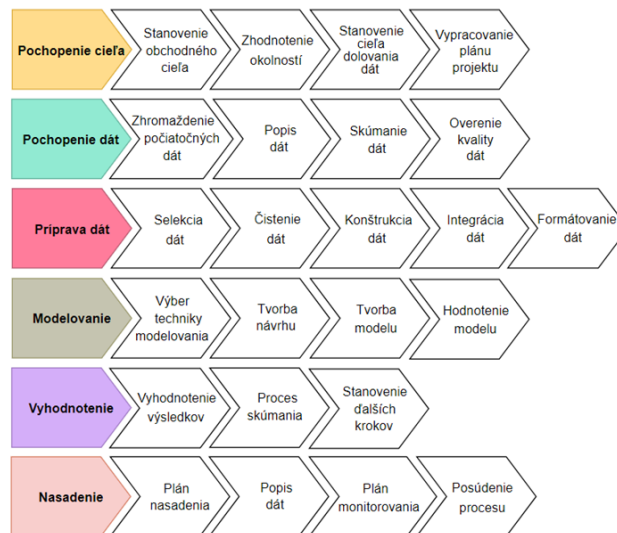 Pochopenie cieľa
Stanovenie
obchodného
cieľa
Zhodnotenie
okolností
Stanovenie
cieľa
dolovania
dát
Vypracovanie
plánu
projektu
Pochopenie dát
Zhromaždenie
počiatočných
dát
Popis
dát
Skúmanie
dát
Overenie
kvality
dát
Príprava dát
Selekcia
dát
Čistenie
dát
Konštrukcia
dát
Integrácia
dát
Formátovanie
dát
Modelovanie
Výber
techniky
modelovania
Tvorba
návrhu
Tvorba
modelu
Hodnotenie
modelu
Vyhodnotenie
Vyhodnotenie
výsledkov
Proces
skúmania
Stanovenie
ďalších
krokov
Nasadenie
Plán
nasadenia
Popis
dát
Plán
monitorovania
Posúdenie
procesu